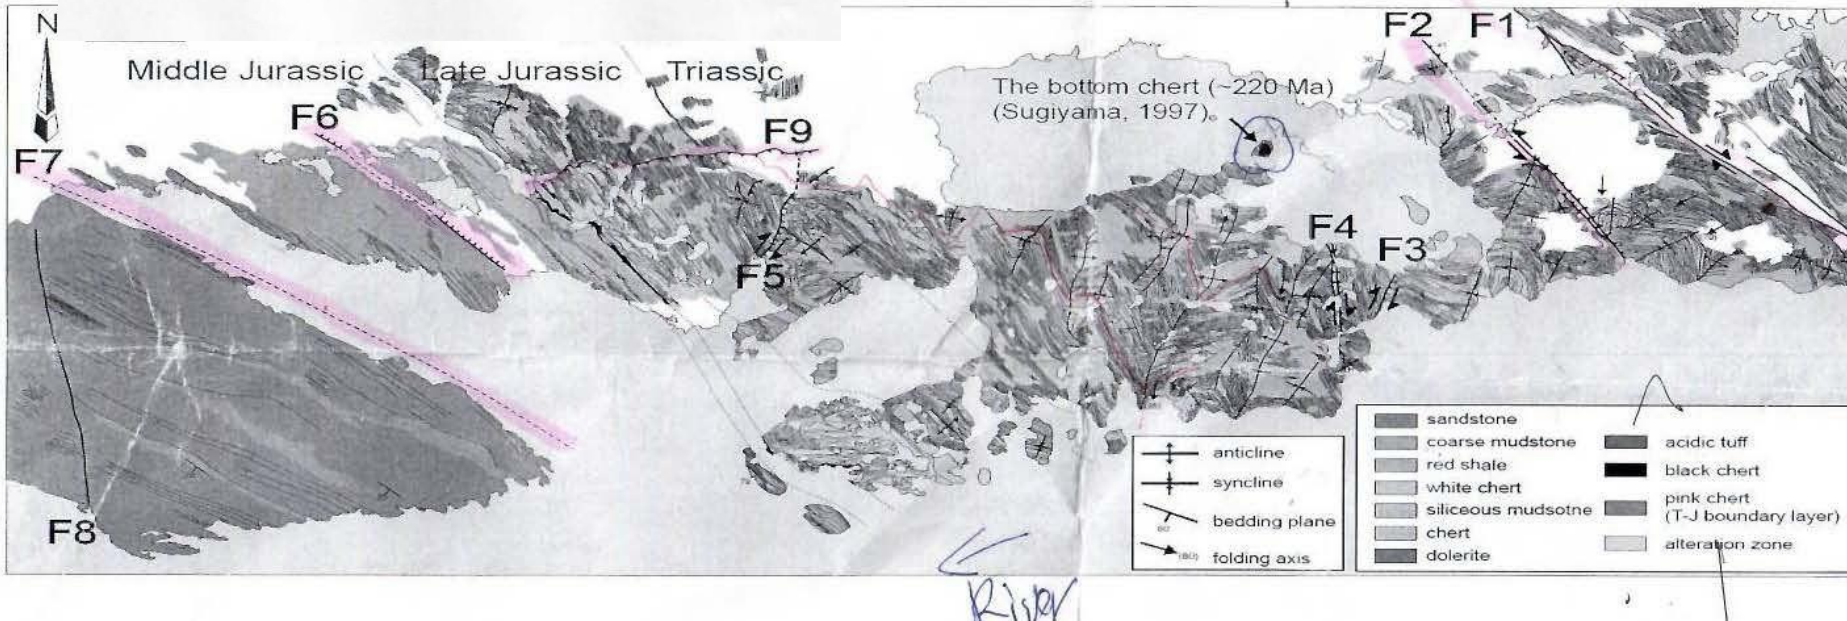 N
Middle Jurassic
Late Jurassic
Triassic
The bottom chert (~220 Ma)
(Sugiyama, 1997)
F2
F1
F6
F9
F7
F5
F4
F3
F8
anticline
syncline
60
bedding plane
(80)
folding axis
sandstone
coarse mudstone
red shale
white chert
siliceous mudsotne
chert
dolerite
acidic tuff
black chert
pink chert
(T-J boundary layer)
alteration zone
River